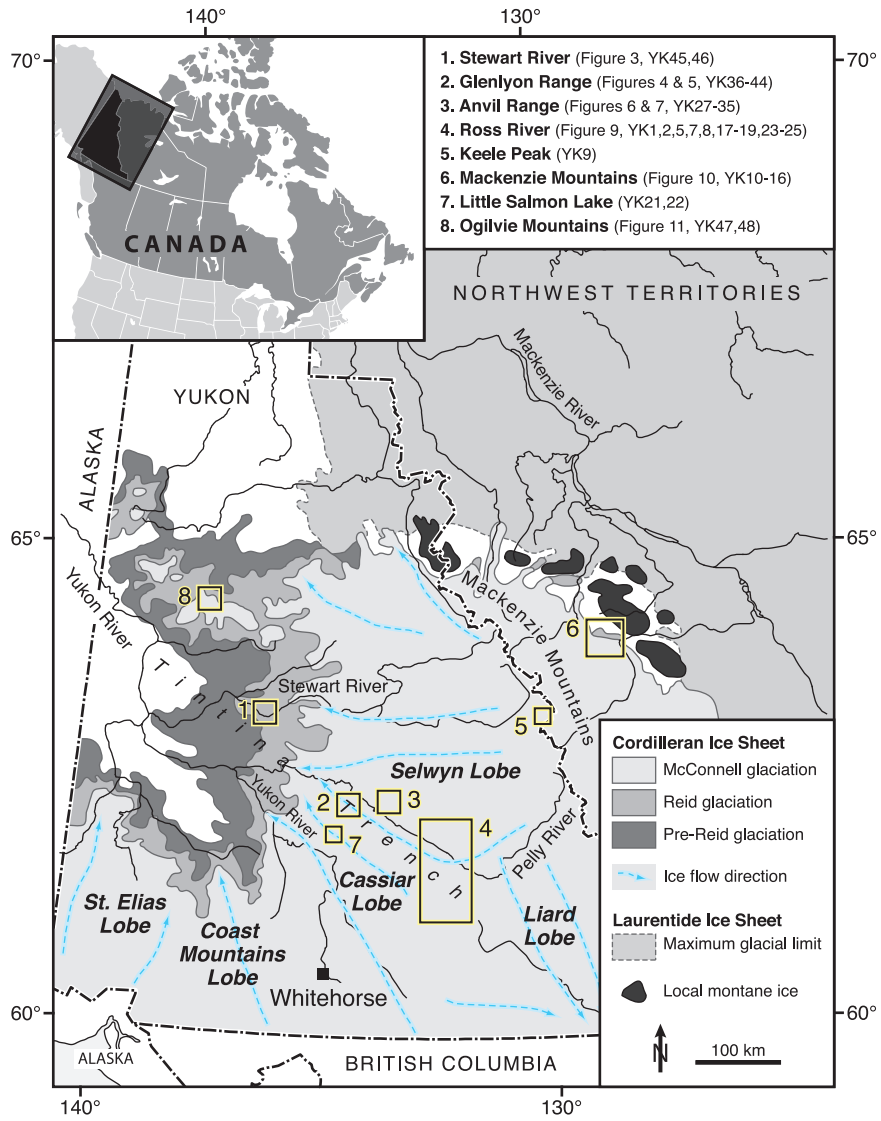 140°
130°
70°
70°
1. Stewart River (Figure 3, YK45,46)
2. Glenlyon Range (Figures 4 & 5, YK36-44)
3. Anvil Range (Figures 6 & 7, YK27-35)
4. Ross River (Figure 9, YK1,2,5,7,8,17-19,23-25)
5. Keele Peak (YK9)
6. Mackenzie Mountains (Figure 10, YK10-16)
7. Little Salmon Lake (YK21,22)
8. Ogilvie Mountains (Figure 11, YK47,48)
CANADA
NORTHWEST TERRITORIES
Mackenzie River
YUKON
ALASKA
65°
65°
Yukon River
8
Mackenzie Mountains
6
Tintina Trench
Stewart River
1
5
Selwyn Lobe
Yukon River
2
3
4
7
Pelly River
Cassiar
Lobe
St. Elias
Lobe
Coast
Mountains
Lobe
Liard
Lobe
Whitehorse
60°
60°
ALASKA
BRITISH COLUMBIA
Cordilleran Ice Sheet
McConnell glaciation
Reid glaciation
Pre-Reid glaciation
Ice flow direction
Laurentide Ice Sheet
Maximum glacial limit
Local montane ice
N
100 km
140°
130°